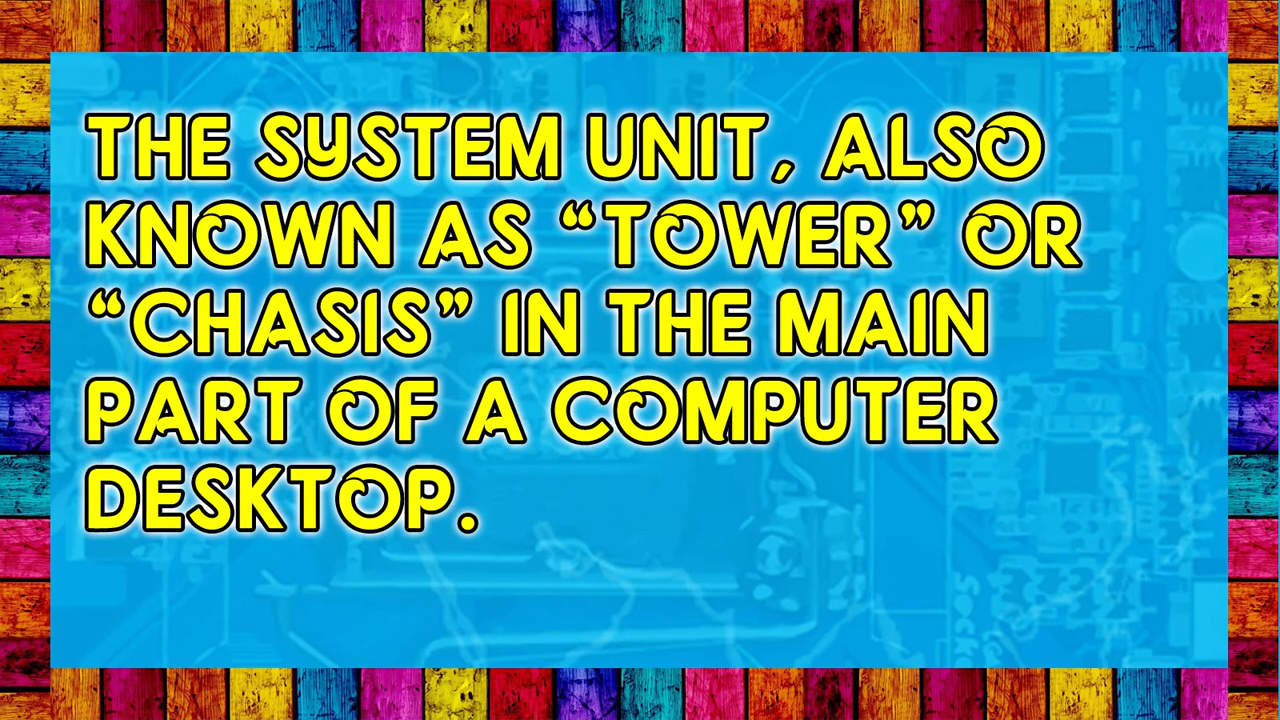 THE SYSTEM UNIT, ALSO
KNOWN AS “TOWER” OR
“CHASIS” IN THE MAIN
PART OF A COMPUTER
DESKTOP.